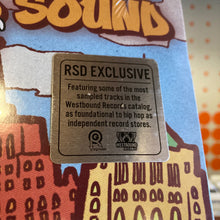 SOUND
RSD EXCLUSIVE
Featuring some of the most
sampled tracks in the
Westbound Records catalog,
as foundational to hip hop as
independent record stores.
WESTBOUND